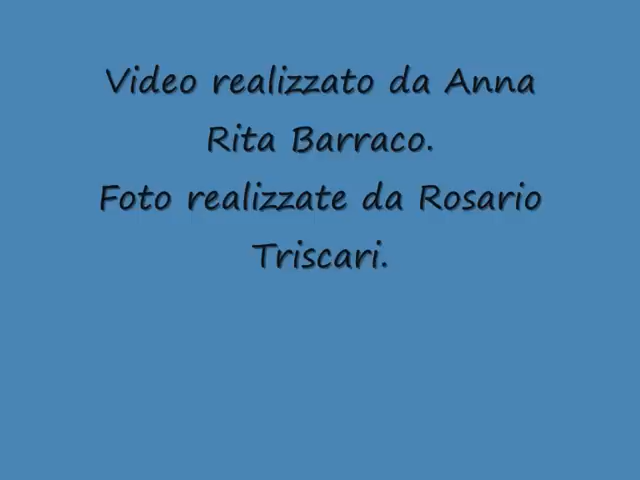 Video realizzato da Anna
Rita Barraco.
Foto realizzate da Rosario
Triscari.